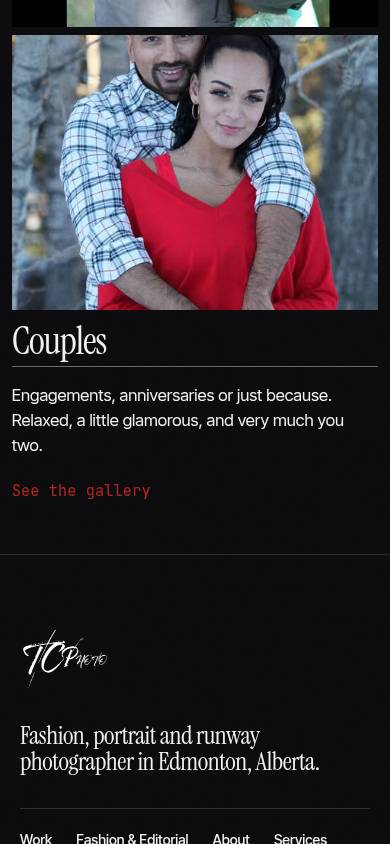 Couples
Engagements, anniversaries or just because.
Relaxed, a little glamorous, and very much you
two.
See the gallery
TCPHOTO
Fashion, portrait and runway
photographer in Edmonton, Alberta.
Work Fashion & Editorial About Services